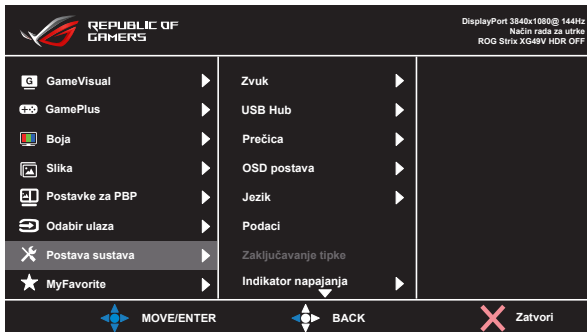 REPUBLIC OF
GAMERS
DisplayPort 3840x1080@ 144Hz
Način rada za utrke
ROG Strix XG49V HDR OFF
G GameVisual
GamePlus
Boja
Slika
Postavke za PBP
Odabir ulaza
Postava sustava
MyFavorite
Zvuk
USB Hub
Prečica
OSD postava
Jezik
Podaci
Zaključavanje tipke
Indikator napajanja
MOVE/ENTER
BACK
Zatvori